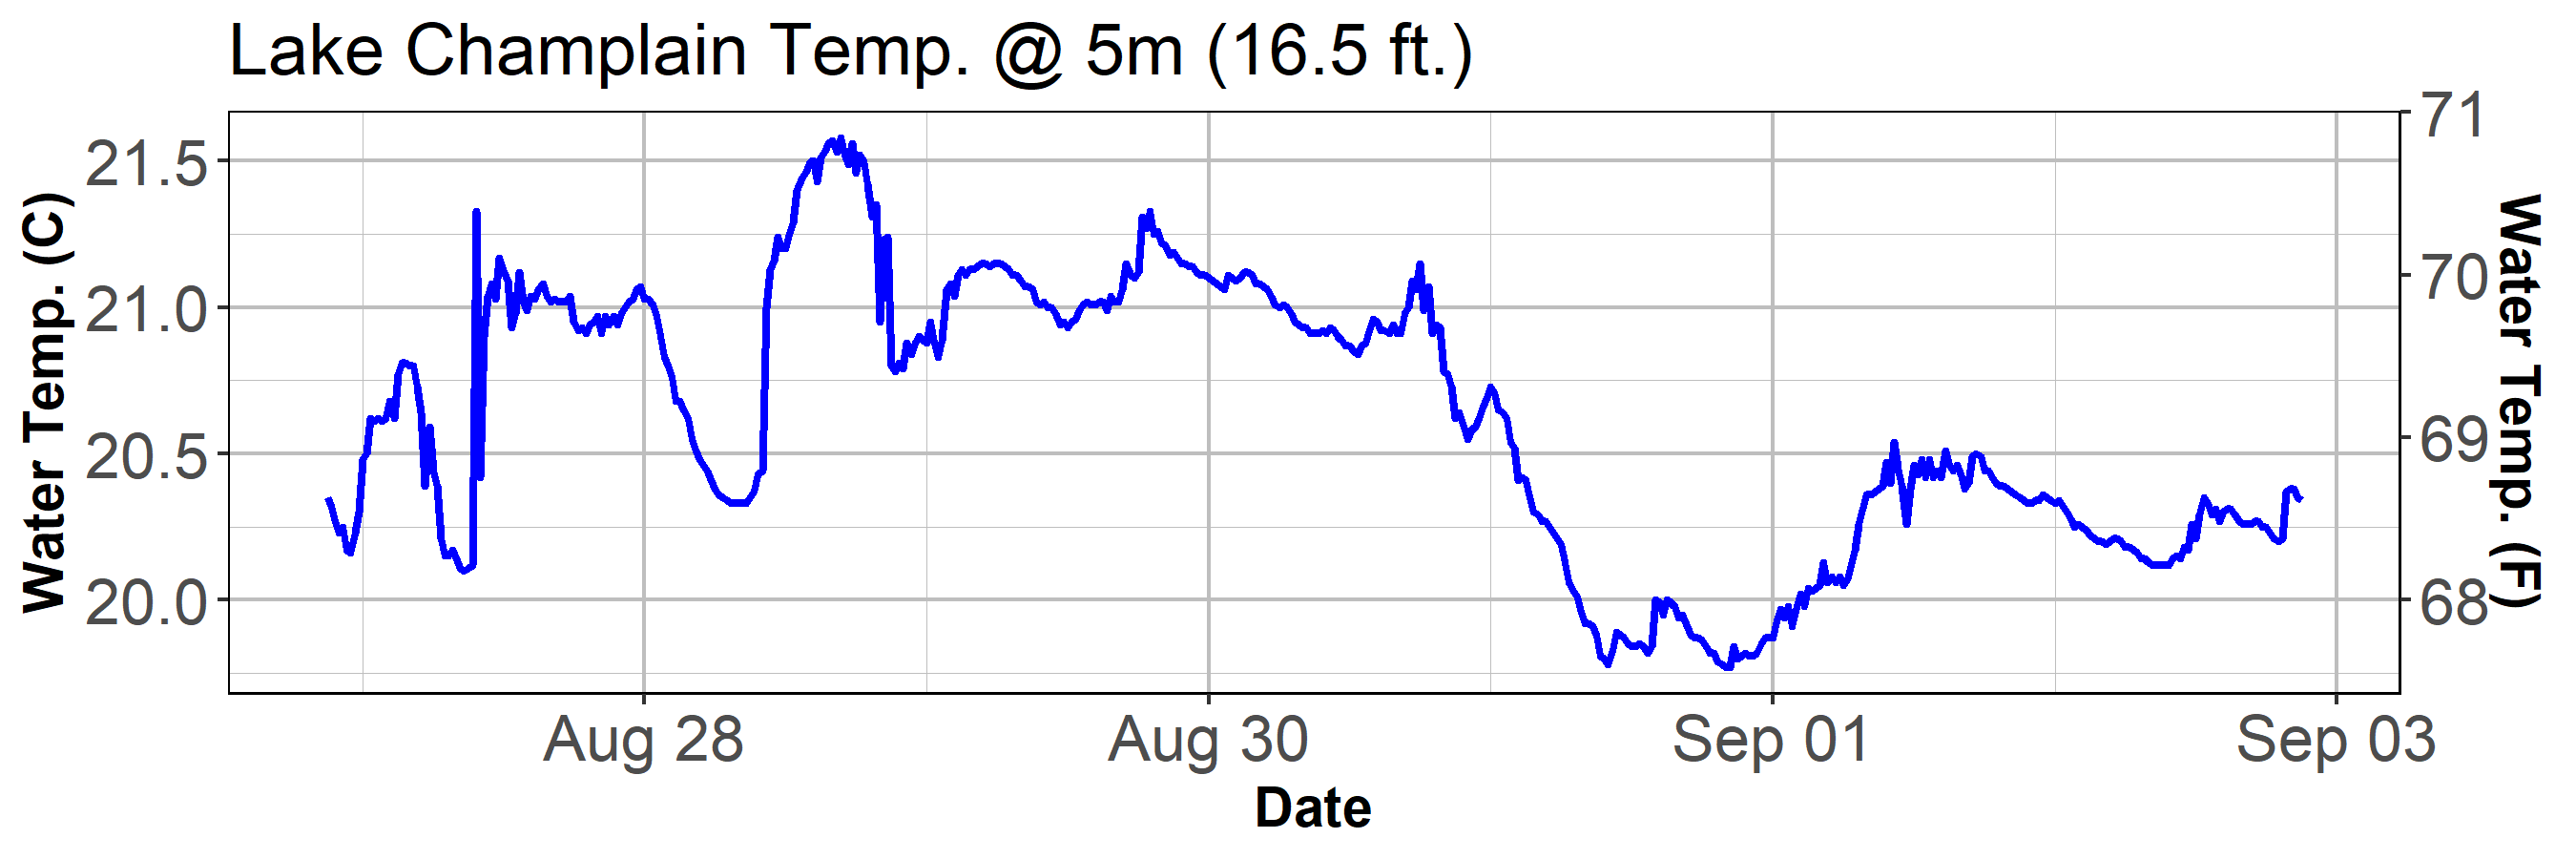 Lake Champlain Temp. @ 5m (16.5 ft.)
Water Temp. (C)
21.5
21.0
20.5
20.0
71
70
69
68
Water Temp. (F)
Aug 28 Aug 30 Sep 01 Sep 03
Date